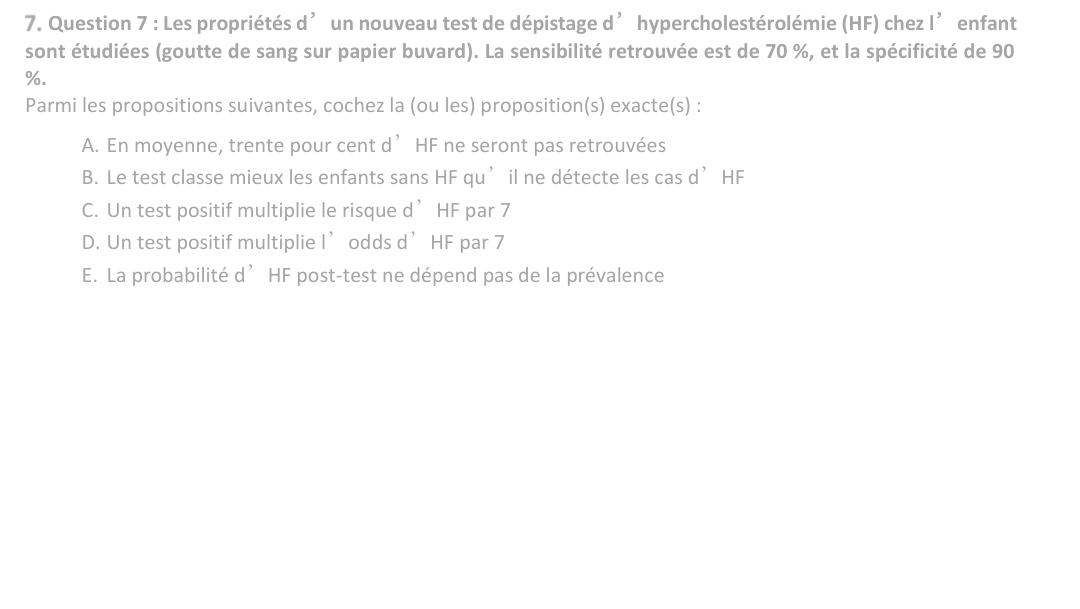 7. Question 7 : Les propriétés d’ un nouveau test de dépistage d’ hypercholestérolémie (HF) chez l’ enfant
sont étudiées (goutte de sang sur papier buvard). La sensibilité retrouvée est de 70 %, et la spécificité de 90
%.
Parmi les propositions suivantes, cochez la (ou les) proposition(s) exacte(s) :
A. En moyenne, trente pour cent d’ HF ne seront pas retrouvées
B. Le test classe mieux les enfants sans HF qu’ il ne détecte les cas d’ HF
C. Un test positif multiplie le risque d’ HF par 7
D. Un test positif multiplie l’ odds d’ HF par 7
E. La probabilité d’ HF post-test ne dépend pas de la prévalence